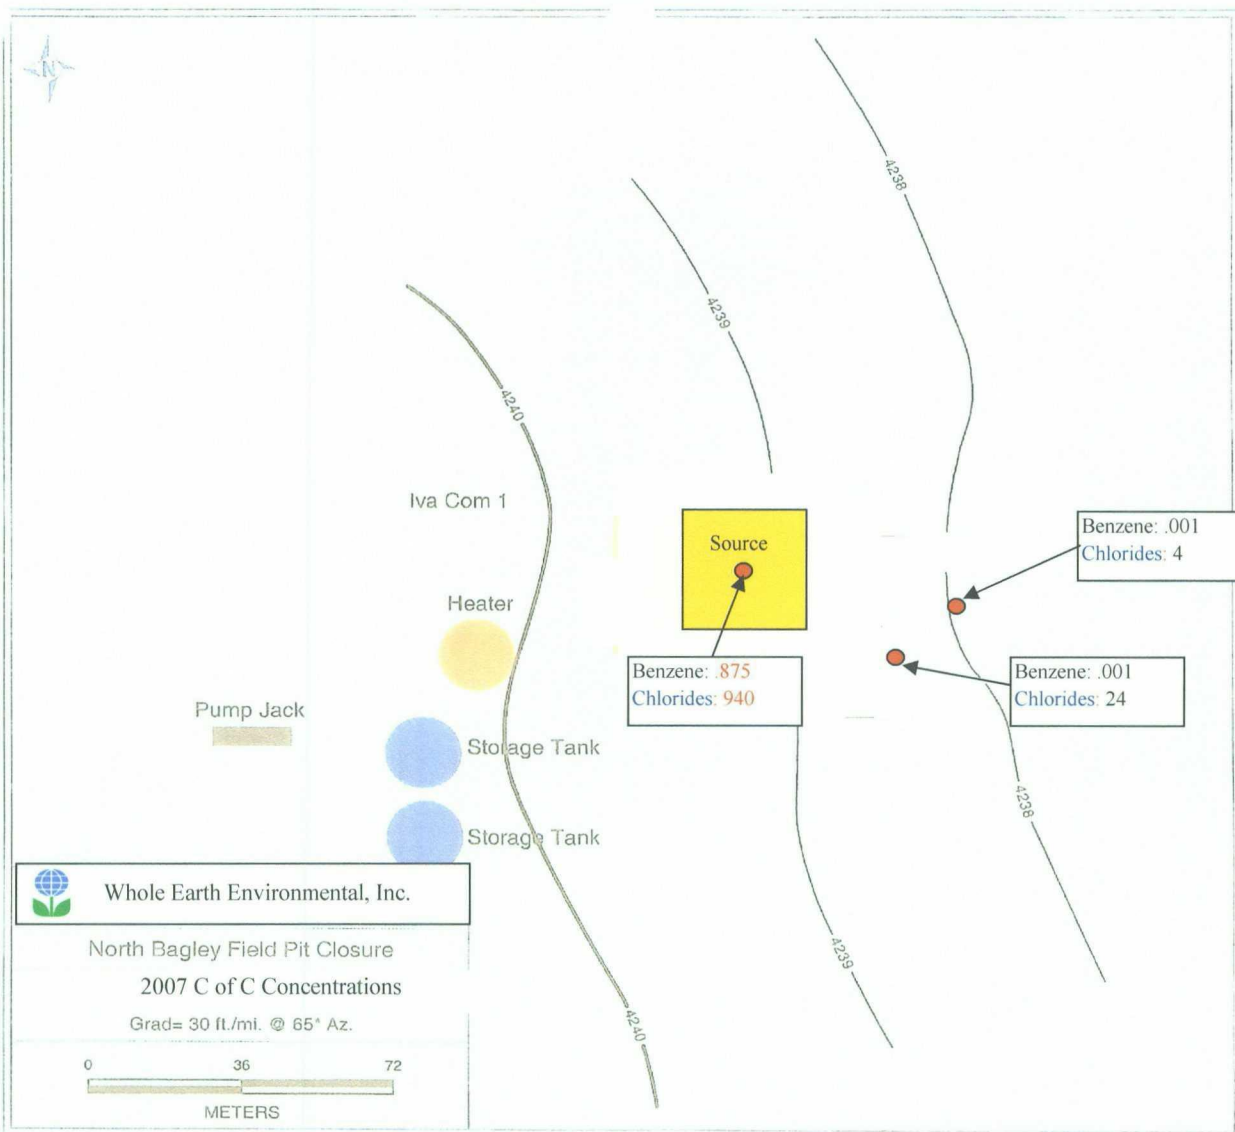 N
4238
4239
4240
Iva Com 1
Source
Benzene: .001
Chlorides: 4
Heater
Benzene: .875
Chlorides: 940
Benzene: .001
Chlorides: 24
Pump Jack
Storage Tank
4238
Storage Tank
Whole Earth Environmental, Inc.
North Bagley Field Pit Closure
4239
2007 C of C Concentrations
Grad= 30 ft./mi. @ 65° Az.
4240
0 36 72
METERS